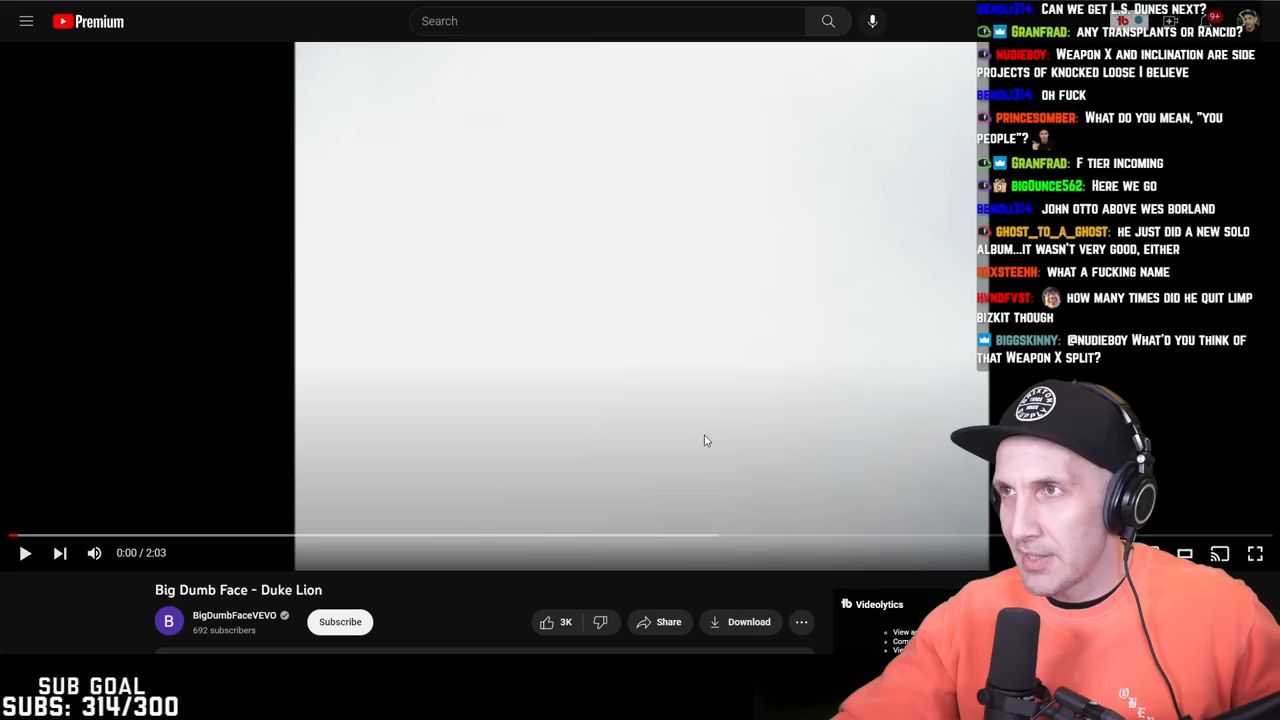 Premium
Search
9+
BENOLI314: CAN WE GET L.S. DUNES NEXT?
GRANFRAD: ANY TRANSPLANTS OR RANCID?
NUDIEBOY: WEAPON X AND INCLINATION ARE SIDE
PROJECTS OF KNOCKED LOOSE I BELIEVE
BENOLI314: OH FUCK
PRINCESOMBER: WHAT DO YOU MEAN, "YOU
PEOPLE"?
GRANFRAD: F TIER INCOMING
BIGOUNCE562: HERE WE GO
BENOLI314: JOHN OTTO ABOVE WES BORLAND
GHOST_TO_A_GHOST: HE JUST DID A NEW SOLO
ALBUM...IT WASN'T VERY GOOD, EITHER
WHAT A FUCKING NAME
HVNDFVST: HOW MANY TIMES DID HE QUIT LIMP
BIZKIT THOUGH
BIGGSKINNY: @NUDIEBOY WHAT'D YOU THINK OF
THAT WEAPON X SPLIT?
BRIXTON
SUPPLY
0:00 / 2:03
Big Dumb Face - Duke Lion
B
BigDumbFaceVEVO
692 subscribers
Subscribe
3K
Share
Download
tb Videolytics
SUB GOAL
SUBS: 314/300